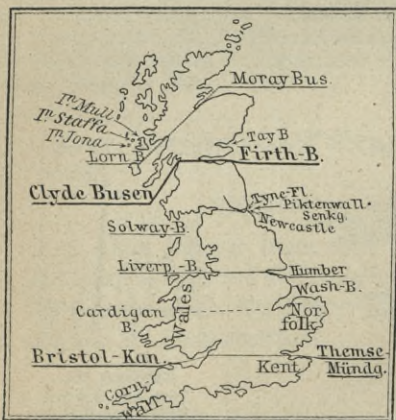 Moray Bus.
Iⁿ Mull,
Iⁿ Staffa
Iⁿ Jona
Lorn B.
Tay B
Firth-B.
Clyde Busen
Tyne-Fl.
Piktenwall-
Senkg.
Newcastle
Solway-B.
Liverp.-B.
Humber
Wash-B.
Cardigan
B.
Wales
Nor
folk
Bristol-Kan.
Themse
Mündg.
Kent
Corn-
wall